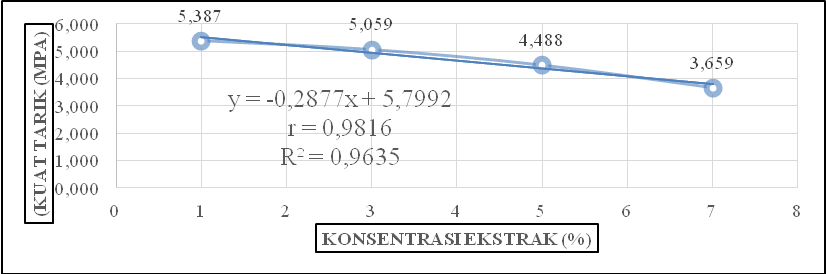 5,387
5,059
4,488
3,659
6,000
5,000
4,000
3,000
2,000
1,000
0,000
(KUAT TARIK (MPA)
y = -0,2877x + 5,7992
r = 0,9816
R² = 0,9635
0 1 2 3 4 5 6 7 8
KONSENTRASI EKSTRAK (%)